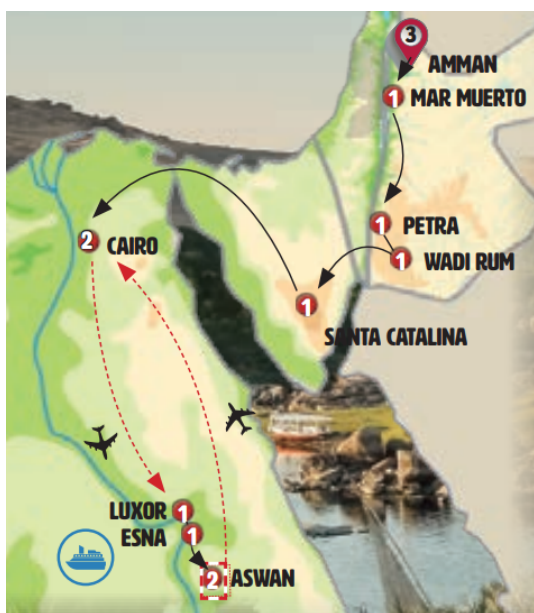 3
AMMAN
1 MAR MUERTO
1 PETRA
1 WADI RUM
2 CAIRO
1
SANTA CATALINA
LUXOR 1
ESNA 1
2 ASWAN